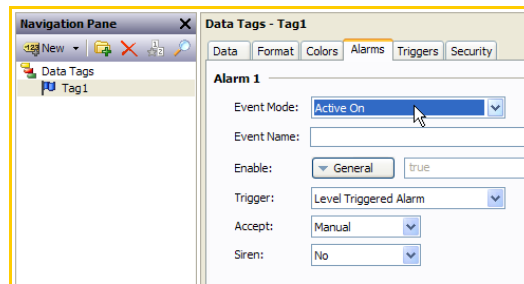 Navigation Pane
New
Data Tags
Tag1
Data Tags - Tag1
Data Format Colors Alarms Triggers Security
Alarm 1
Event Mode: Active On
Event Name:
Enable: General true
Trigger: Level Triggered Alarm
Accept: Manual
Siren: No